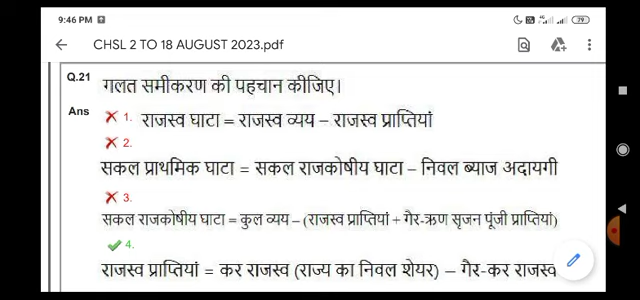 9:46 PM
79
CHSL 2 TO 18 AUGUST 2023.pdf
Q.21 गलत समीकरण की पहचान कीजिए।
Ans 1. राजस्व घाटा = राजस्व व्यय – राजस्व प्राप्तियां
2.
सकल प्राथमिक घाटा = सकल राजकोषीय घाटा – निवल ब्याज अदायगी
3.
सकल राजकोषीय घाटा = कुल व्यय – (राजस्व प्राप्तियां + गैर-ऋण सृजन पूंजी प्राप्तियां)
4.
राजस्व प्राप्तियां = कर राजस्व (राज्य का निवल शेयर) – गैर-कर राजस्व